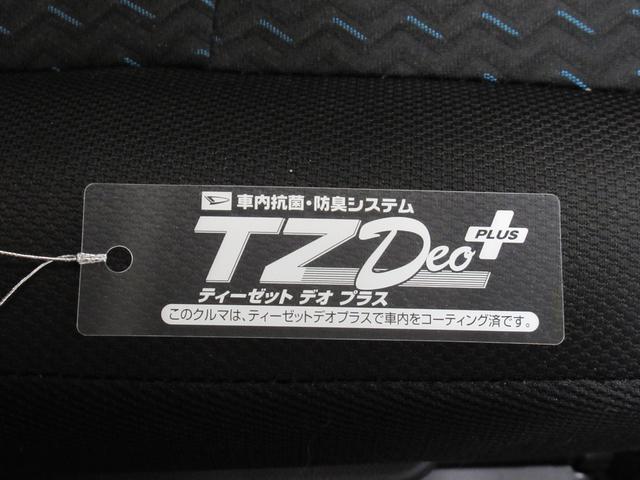 車内抗菌・防臭システム
TZ Deo PLUS
ティーゼット デオ プラス
このクルマは、ティーゼットデオプラスで車内をコーティング済です。